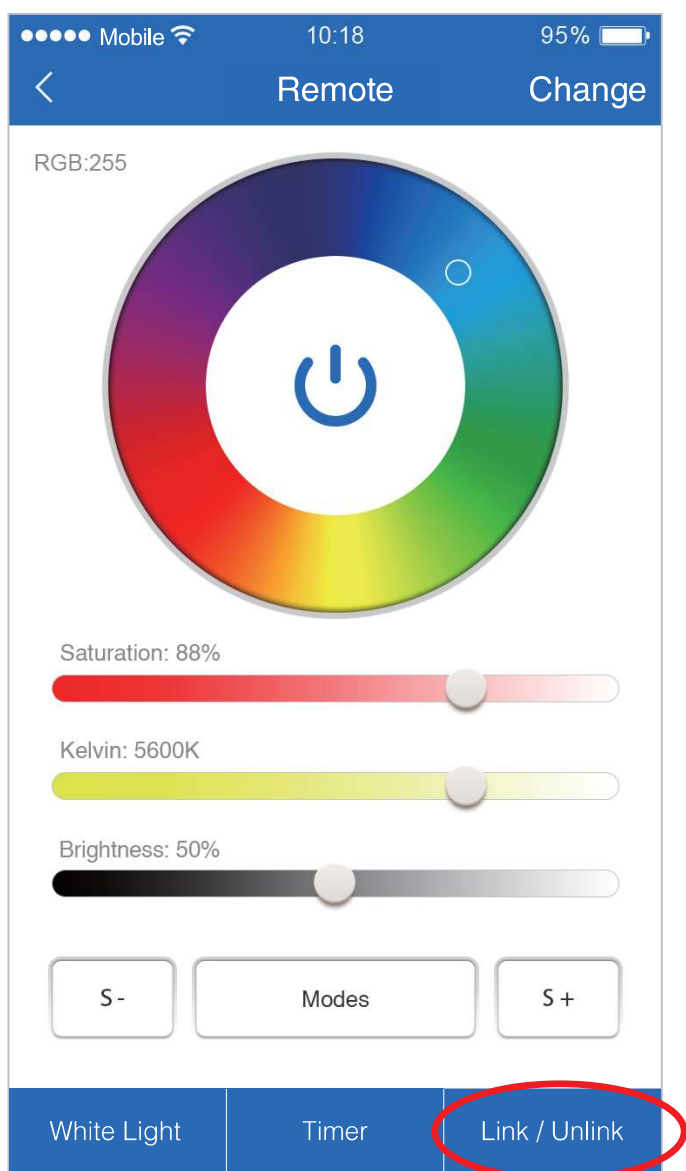 Mobile 10:18 95%
Remote Change
RGB:255
Saturation: 88%
Kelvin: 5600K
Brightness: 50%
S - Modes S +
White Light Timer Link / Unlink